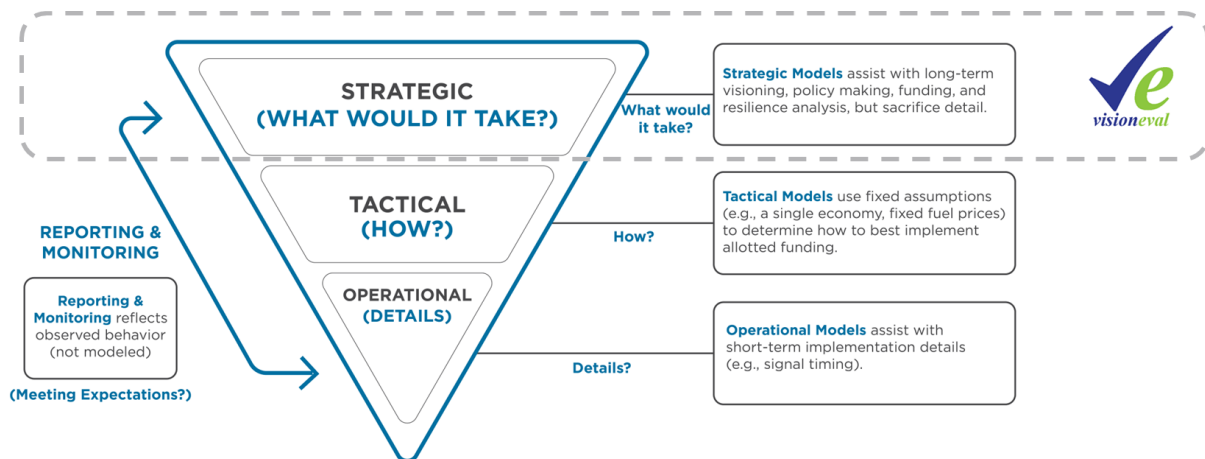 STRATEGIC
(WHAT WOULD IT TAKE?)
What would
it take?
Strategic Models assist with long-term
visioning, policy making, funding, and
resilience analysis, but sacrifice detail.
Ve
visioneval
TACTICAL
(HOW?)
How?
Tactical Models use fixed assumptions
(e.g., a single economy, fixed fuel prices)
to determine how to best implement
allotted funding.
REPORTING &
MONITORING
Reporting &
Monitoring reflects
observed behavior
(not modeled)
(Meeting Expectations?)
OPERATIONAL
(DETAILS)
Details?
Operational Models assist with
short-term implementation details
(e.g., signal timing).